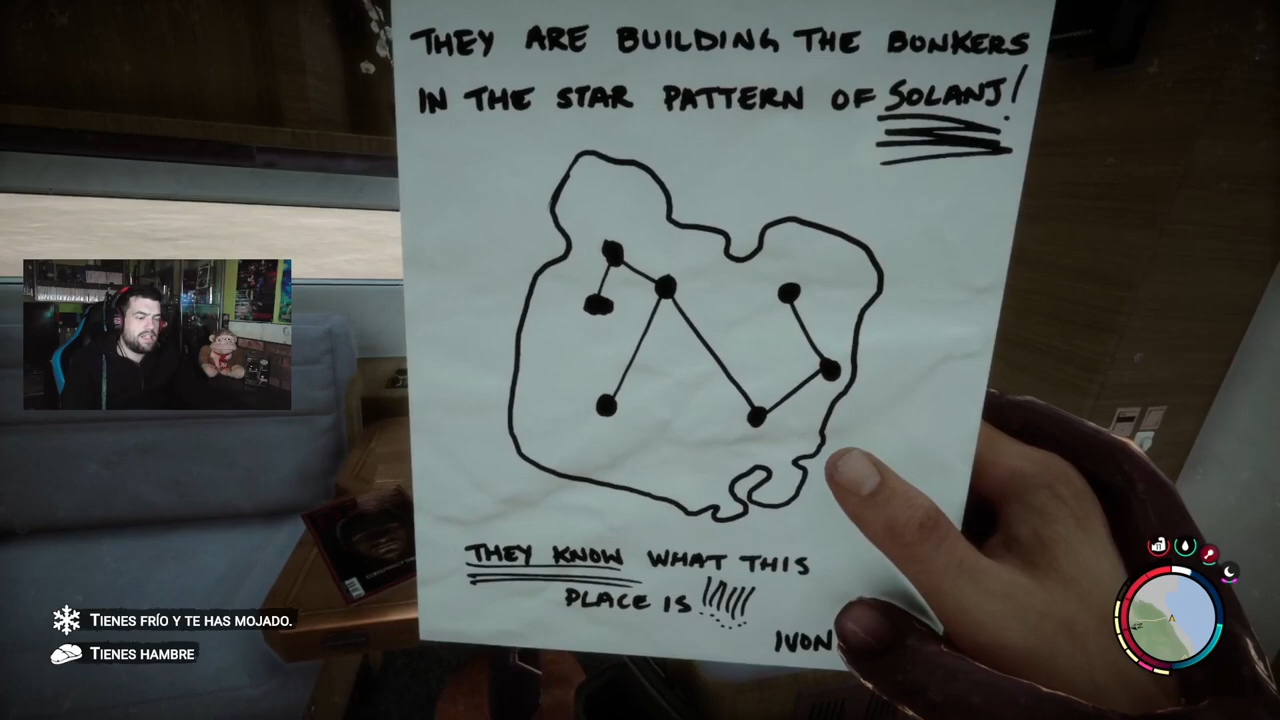 THEY ARE BUILDING THE BONKERS
IN THE STAR PATTERN OF SOLANJ!
THEY KNOW WHAT THIS
PLACE IS !!!!!
IVON
TIENES FRÍO Y TE HAS MOJADO.
TIENES HAMBRE